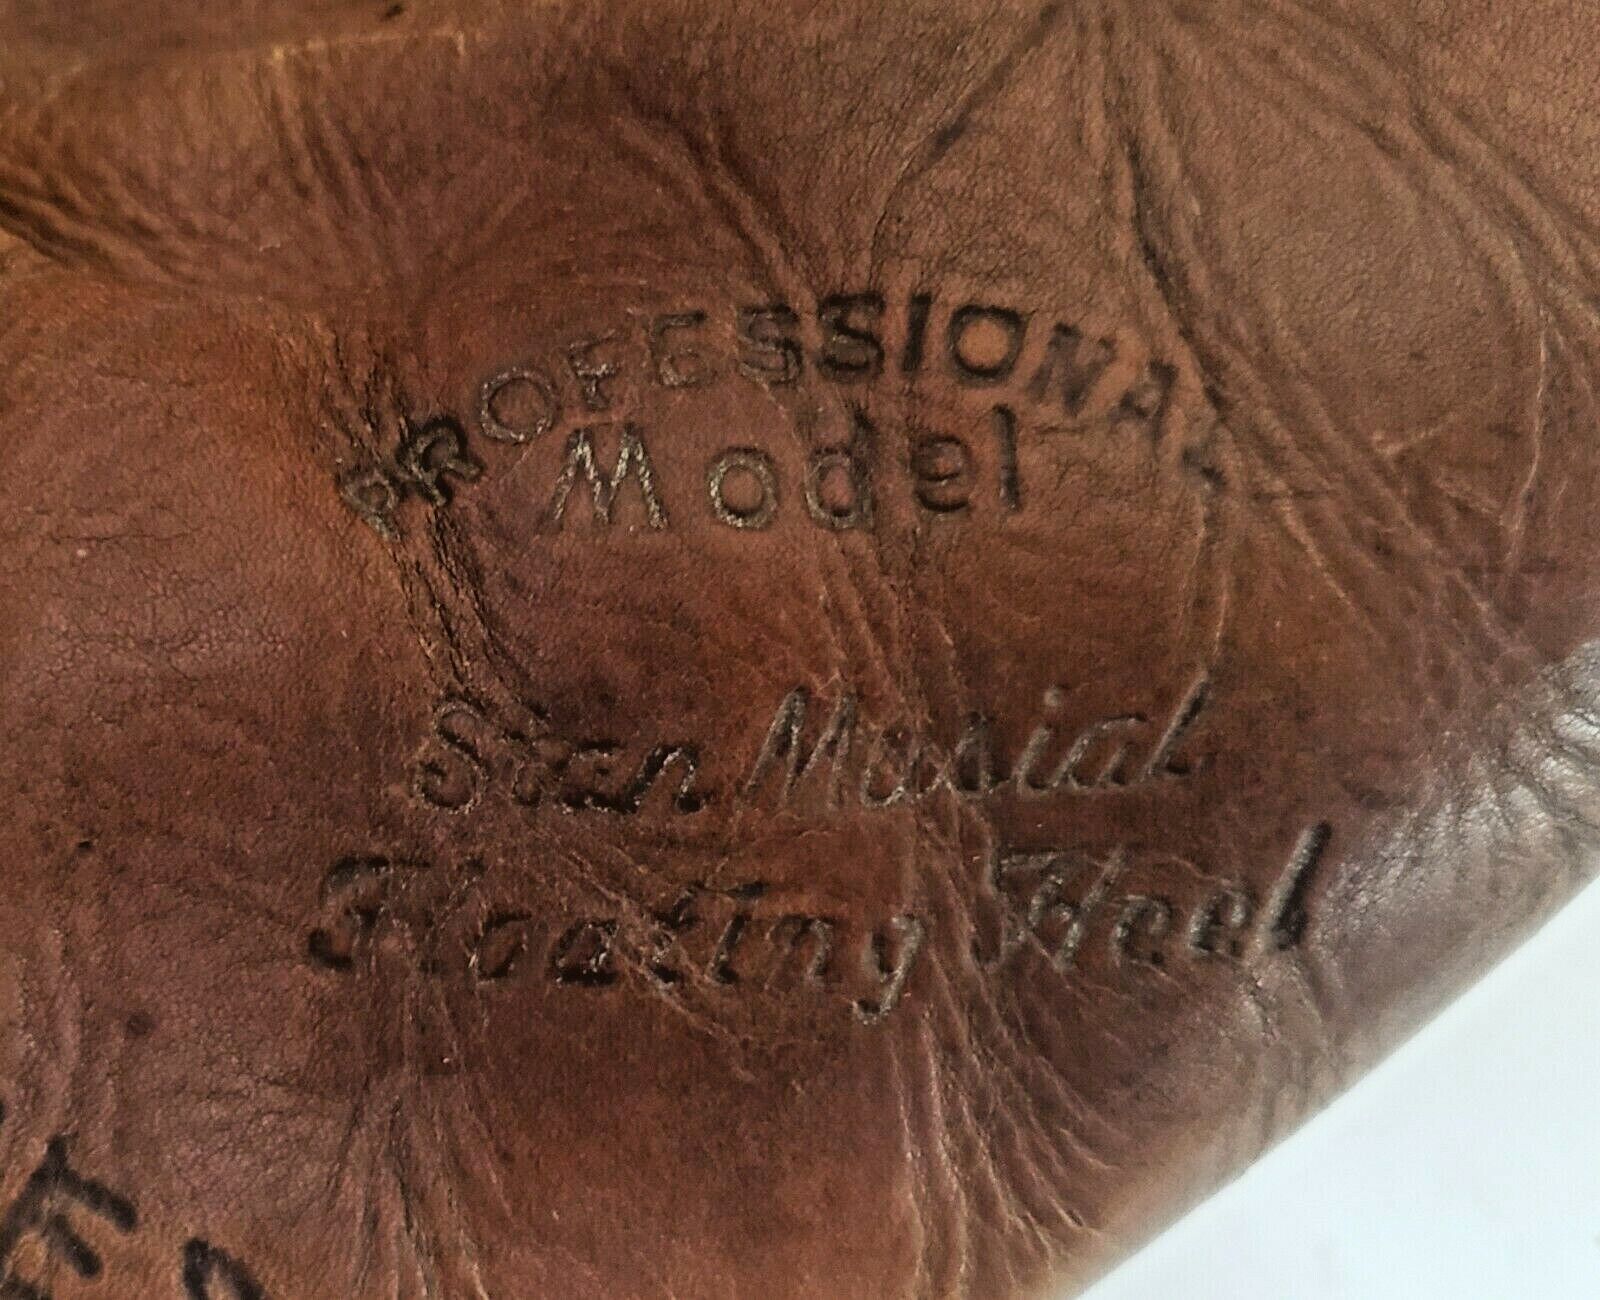 PROFESSIONAL
Model
Stan Musial
Floating Heel